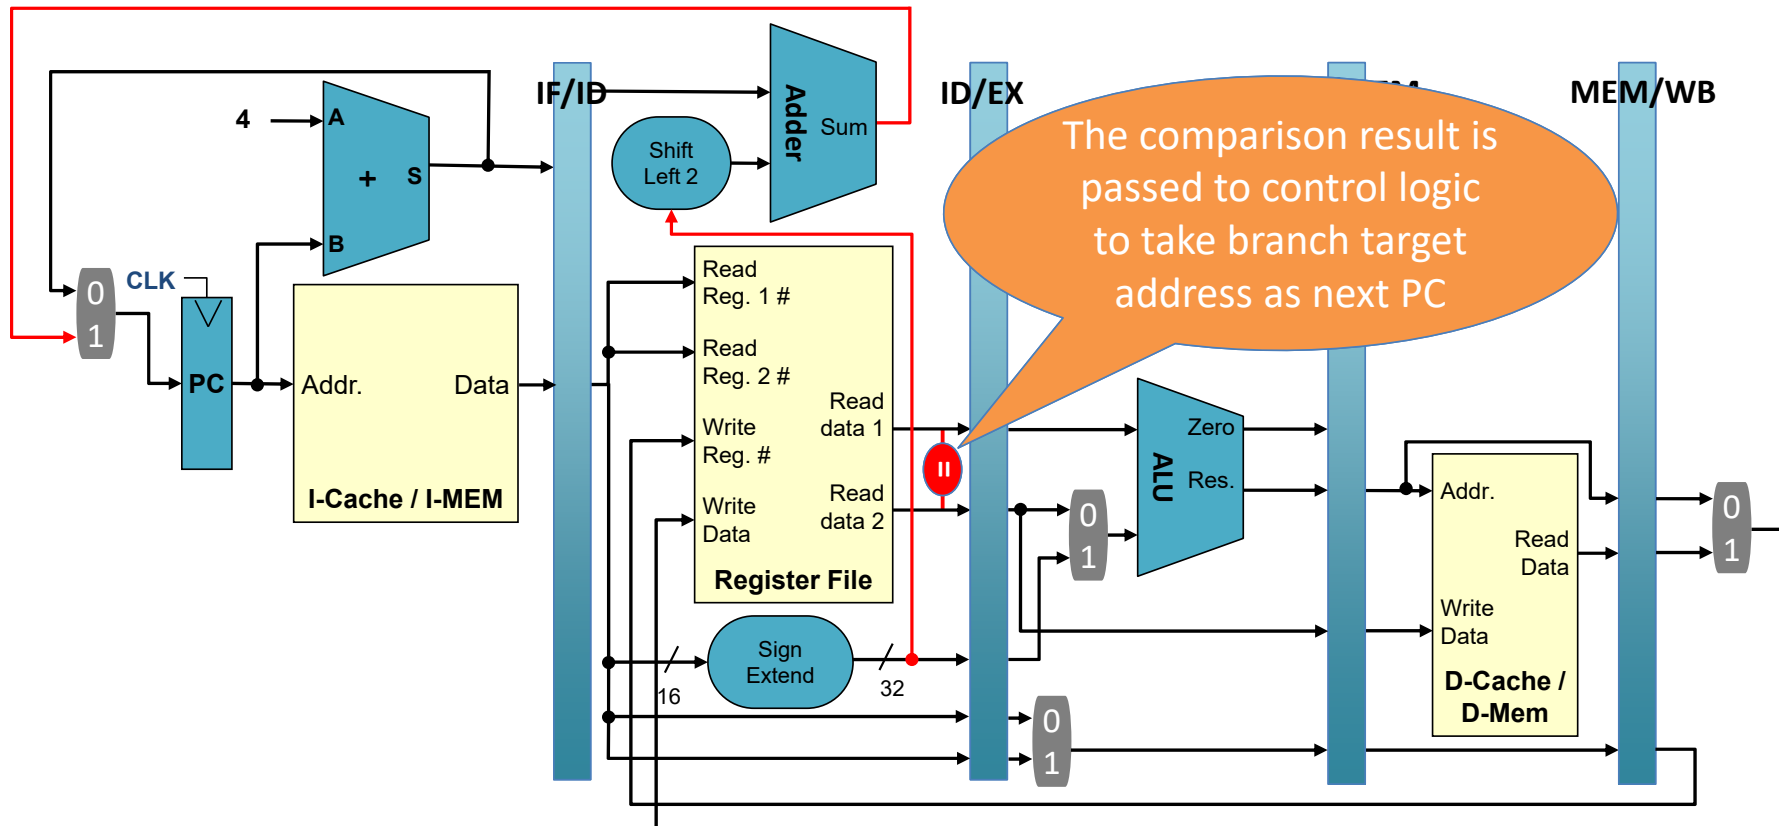 IF/ID
ID/EX
MEM/WB
4
A
B
+
S
Shift
Left 2
Adder
Sum
The comparison result is
passed to control logic
to take branch target
address as next PC
0
1
CLK
PC
Addr.
Data
I-Cache / I-MEM
Read
Reg. 1 #
Read
Reg. 2 #
Write
Reg. #
Write
Data
Read
data 1
Read
data 2
Register File
=
Sign
Extend
16
32
0
1
ALU
Zero
Res.
0
1
Addr.
Read
Data
Write
Data
D-Cache /
D-Mem
0
1